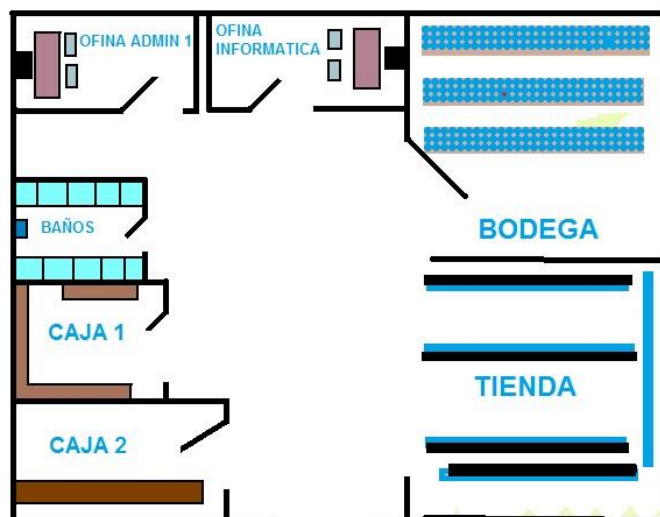 OFINA ADMIN 1
OFINA
INFORMATICA
BAÑOS
BODEGA
CAJA 1
TIENDA
CAJA 2